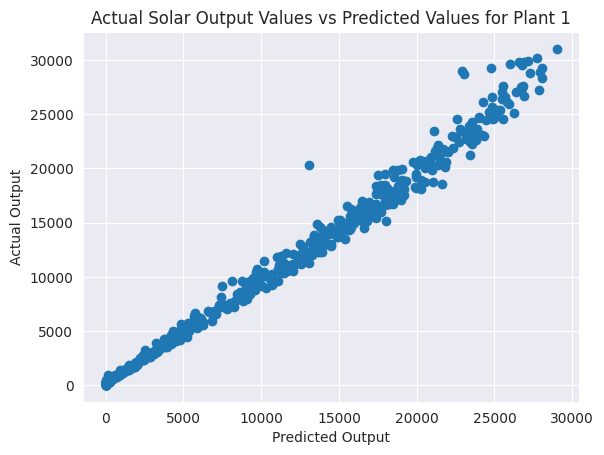 Actual Solar Output Values vs Predicted Values for Plant 1
30000
25000
20000
15000
10000
5000
0
Actual Output
0 5000 10000 15000 20000 25000 30000
Predicted Output